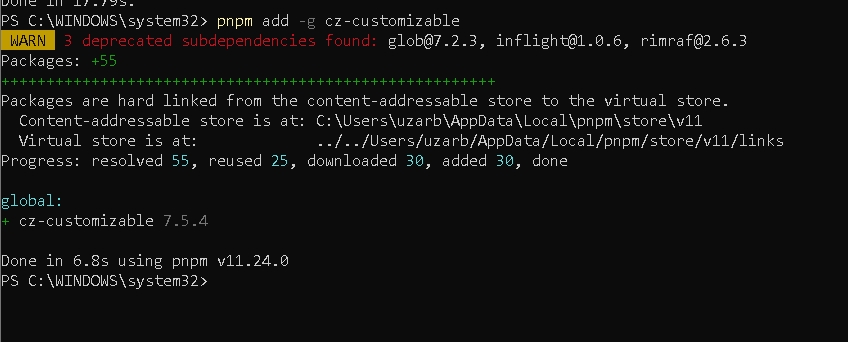 Done in 17.79s.
PS C:\WINDOWS\system32> pnpm add -g cz-customizable
WARN 3 deprecated subdependencies found: glob@7.2.3, inflight@1.0.6, rimraf@2.6.3
Packages: +55
+++++++++++++++++++++++++++++++++++++++++++++++++++++++
Packages are hard linked from the content-addressable store to the virtual store.
Content-addressable store is at: C:\Users\uzarb\AppData\Local\pnpm\store\v11
Virtual store is at: ../../Users/uzarb/AppData/Local/pnpm/store/v11/links
Progress: resolved 55, reused 25, downloaded 30, added 30, done
global:
+ cz-customizable 7.5.4
Done in 6.8s using pnpm v11.24.0
PS C:\WINDOWS\system32>